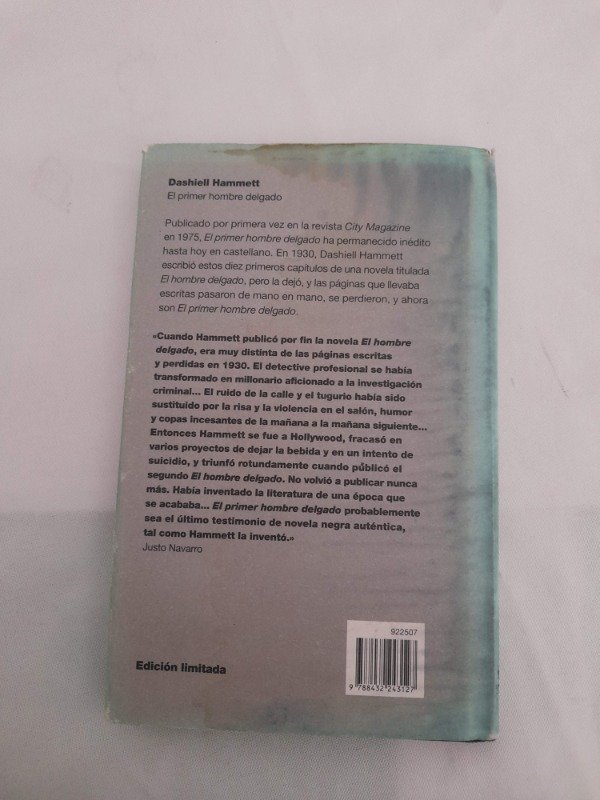 Dashiell Hammett
El primer hombre delgado
Publicado por primera vez en la revista City Magazine
en 1975, El primer hombre delgado ha permanecido inédito
hasta hoy en castellano. En 1930, Dashiell Hammett
escribió estos diez primeros capítulos de una novela titulada
El hombre delgado, pero la dejó, y las páginas que llevaba
escritas pasaron de mano en mano, se perdieron, y ahora
son El primer hombre delgado.
«Cuando Hammett publicó por fin la novela El hombre
delgado, era muy distinta de las páginas escritas
y perdidas en 1930. El detective profesional se había
transformado en millonario aficionado a la investigación
criminal... El ruido de la calle y el tugurio había sido
sustituido por la risa y la violencia en el salón, humor
y copas incesantes de la mañana a la mañana siguiente...
Entonces Hammett se fue a Hollywood, fracasó en
varios proyectos de dejar la bebida y en un intento de
suicidio, y triunfó rotundamente cuando publicó el
segundo El hombre delgado. No volvió a publicar nunca
más. Había inventado la literatura de una época que
se acababa... El primer hombre delgado probablemente
sea el último testimonio de novela negra auténtica,
tal como Hammett la inventó.»
Justo Navarro
922507
9 788432 243127
Edición limitada